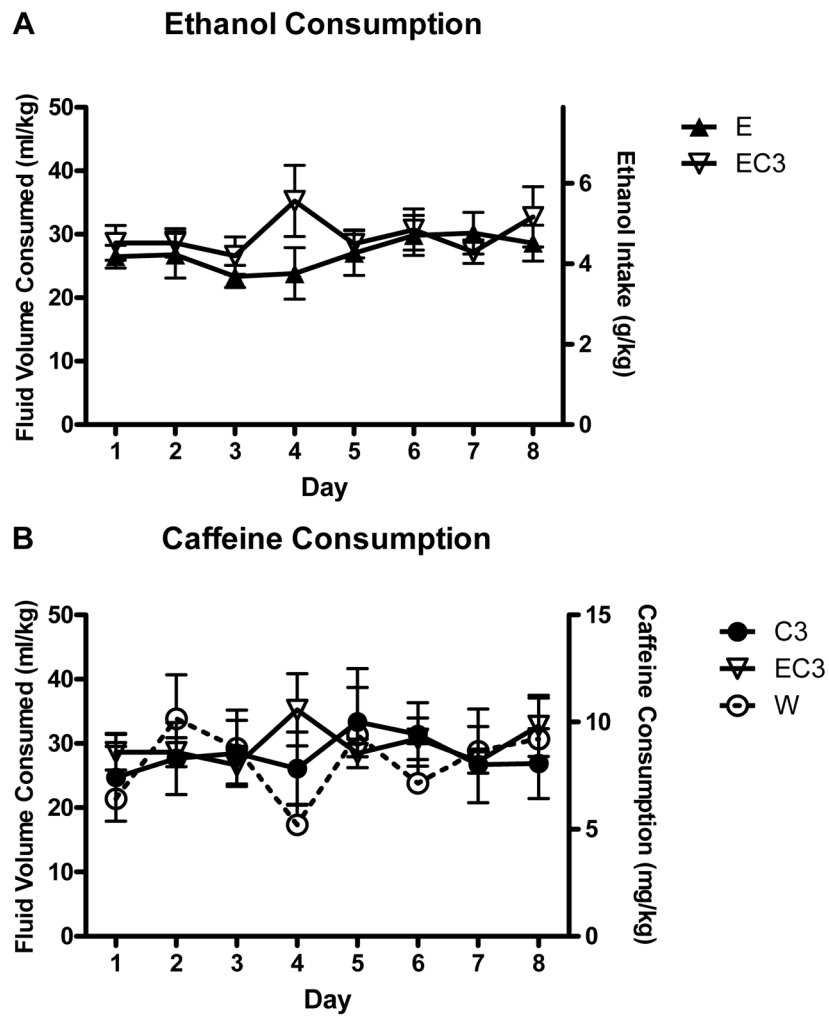 A
Ethanol Consumption
Fluid Volume Consumed (ml/kg)
50
40
30
20
10
0
1 2 3 4 5 6 7 8
Day
6
4
2
0
Ethanol Intake (g/kg)
E
EC3
B
Caffeine Consumption
Fluid Volume Consumed (ml/kg)
50
40
30
20
10
0
1 2 3 4 5 6 7 8
Day
15
10
5
0
Caffeine Consumption (mg/kg)
C3
EC3
W